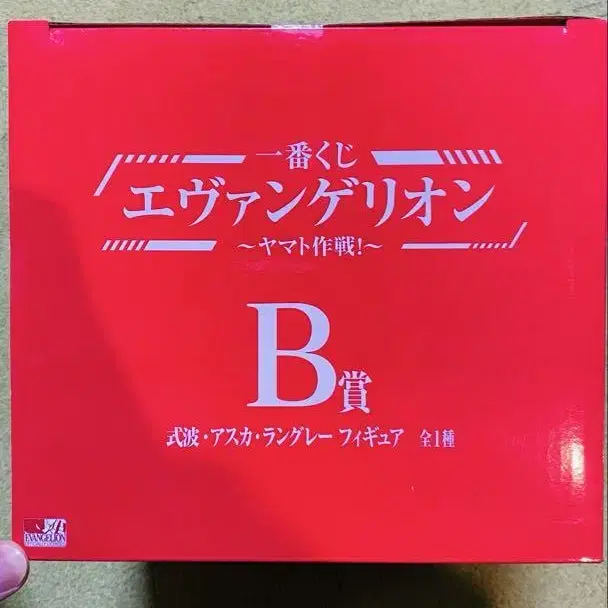 一番くじ
エヴァンゲリオン
～ヤマト作戦!～
B賞
式波・アスカ・ラングレー フィギュア 全1種
EVANGELION